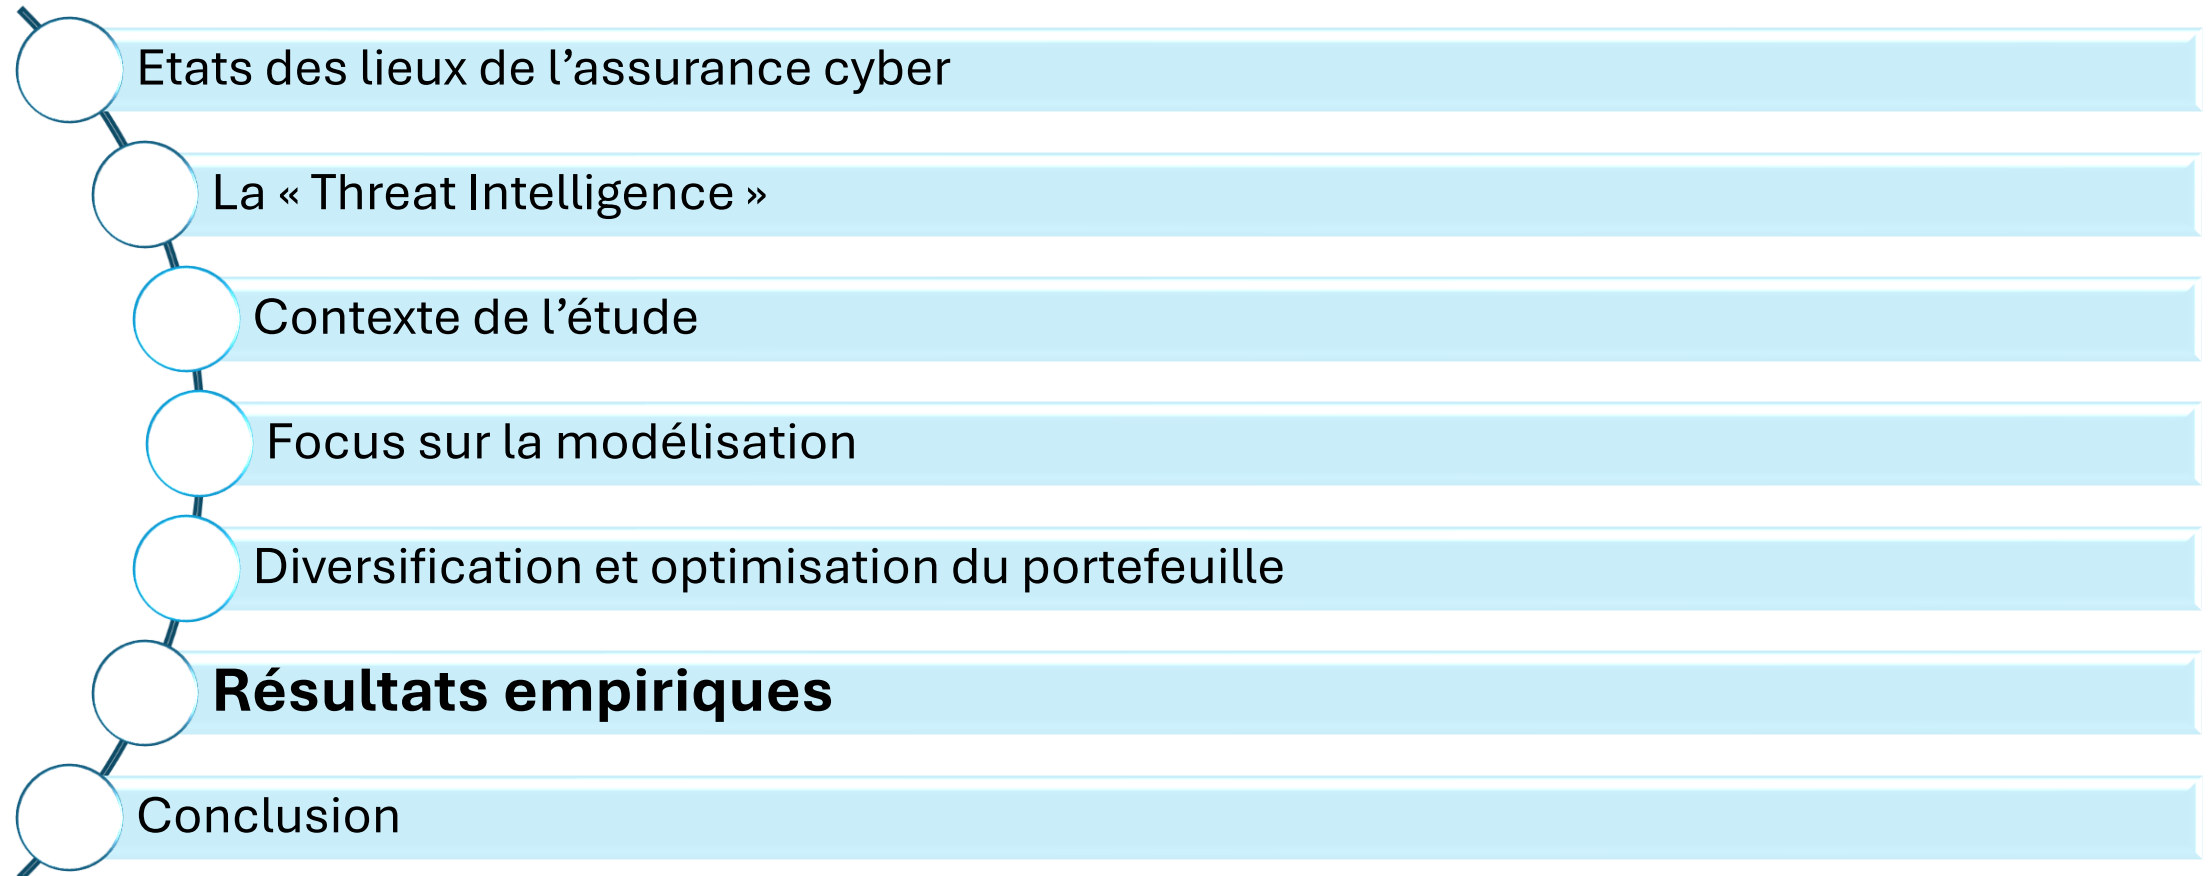 Etats des lieux de l’assurance cyber
La « Threat Intelligence »
Contexte de l’étude
Focus sur la modélisation
Diversification et optimisation du portefeuille
Résultats empiriques
Conclusion